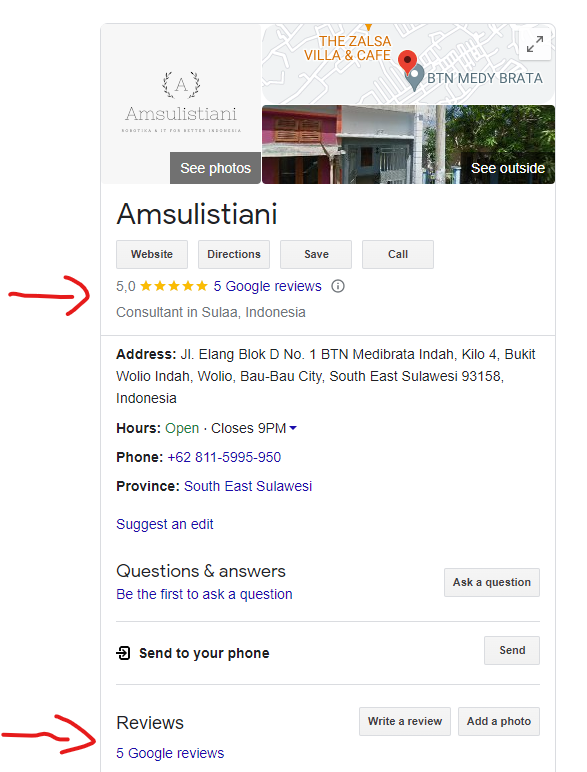 THE ZALSA
VILLA & CAFE
BTN MEDY BRATA
A
Amsulistiani
ROBOTIKA & IT FOR BETTER INDONESIA
See photos
See outside
Amsulistiani
Website Directions Save Call
5,0 5 Google reviews
Consultant in Sulaa, Indonesia
Address: Jl. Elang Blok D No. 1 BTN Medibrata Indah, Kilo 4, Bukit
Wolio Indah, Wolio, Bau-Bau City, South East Sulawesi 93158,
Indonesia
Hours: Open · Closes 9PM
Phone: +62 811-5995-950
Province: South East Sulawesi
Suggest an edit
Questions & answers
Be the first to ask a question
Ask a question
Send to your phone
Send
Reviews
Write a review Add a photo
5 Google reviews